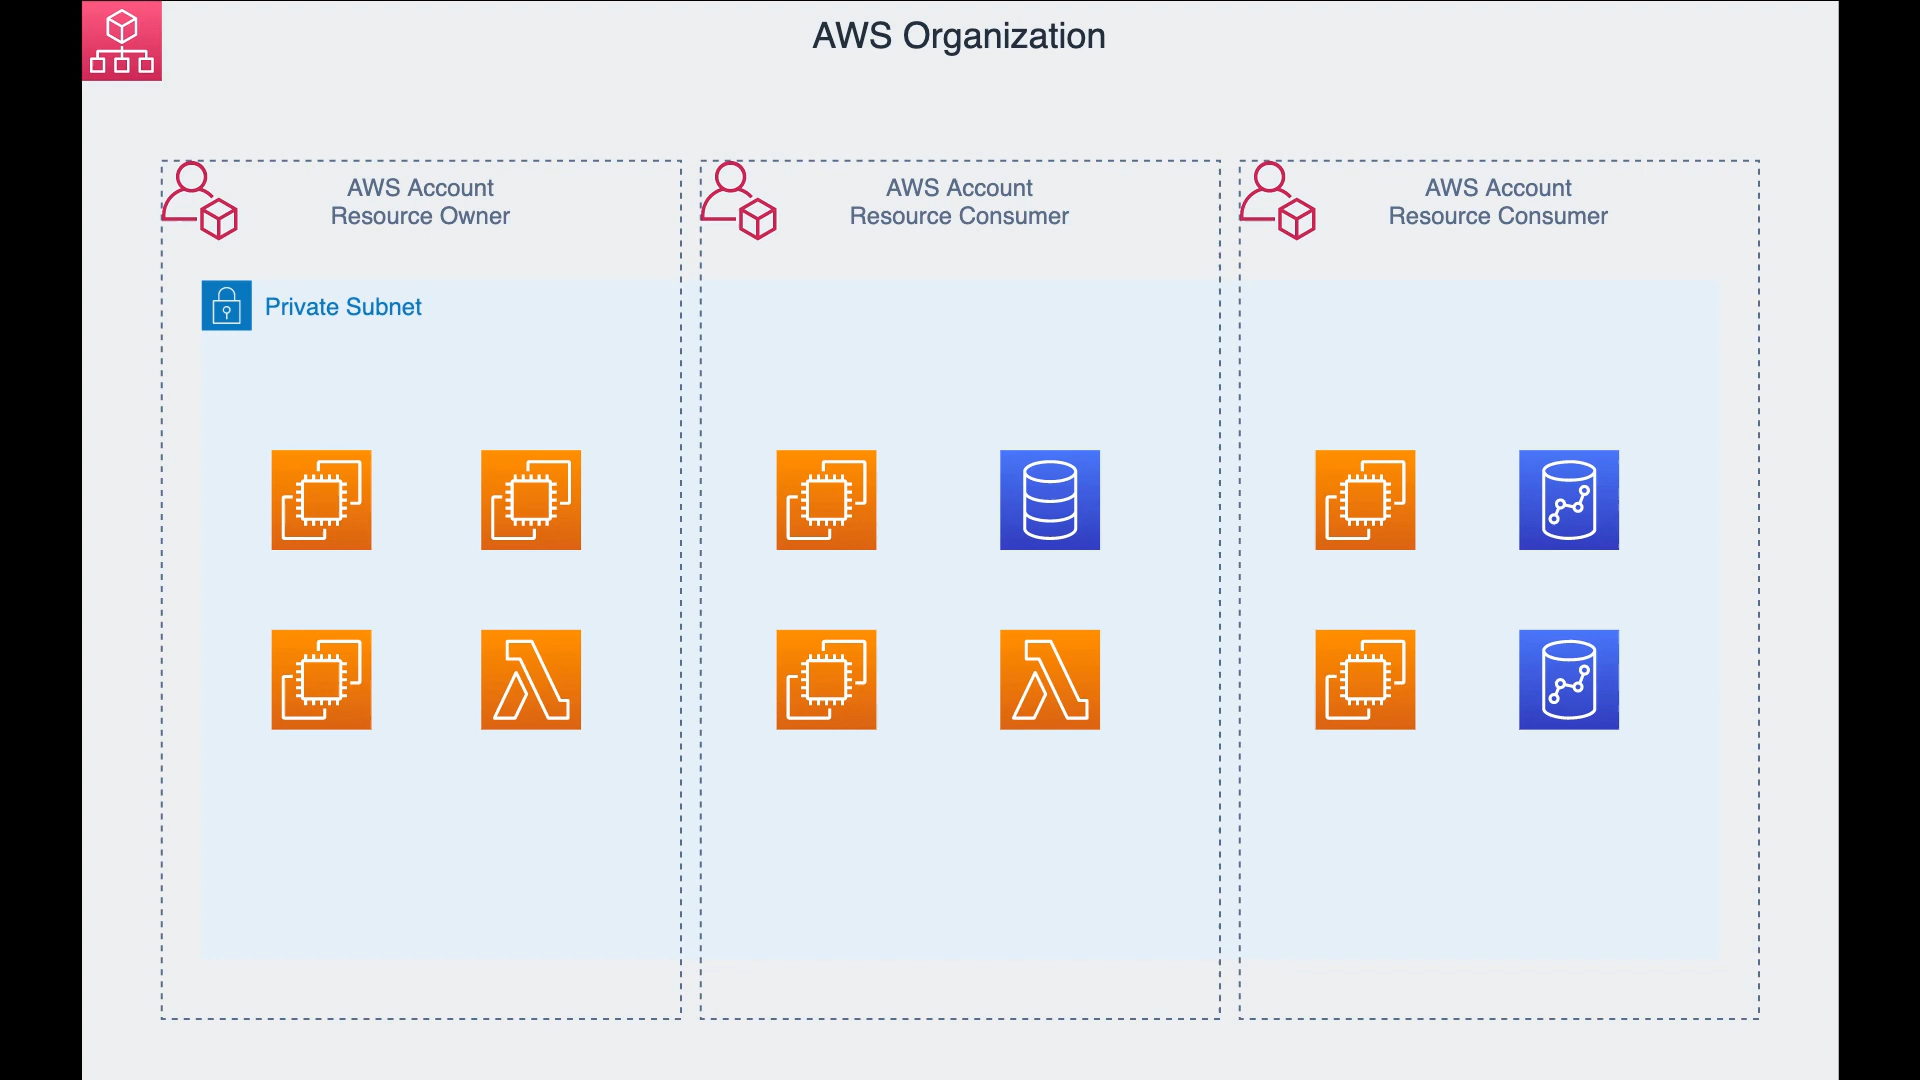 AWS Organization
AWS Account
Resource Owner
AWS Account
Resource Consumer
AWS Account
Resource Consumer
Private Subnet